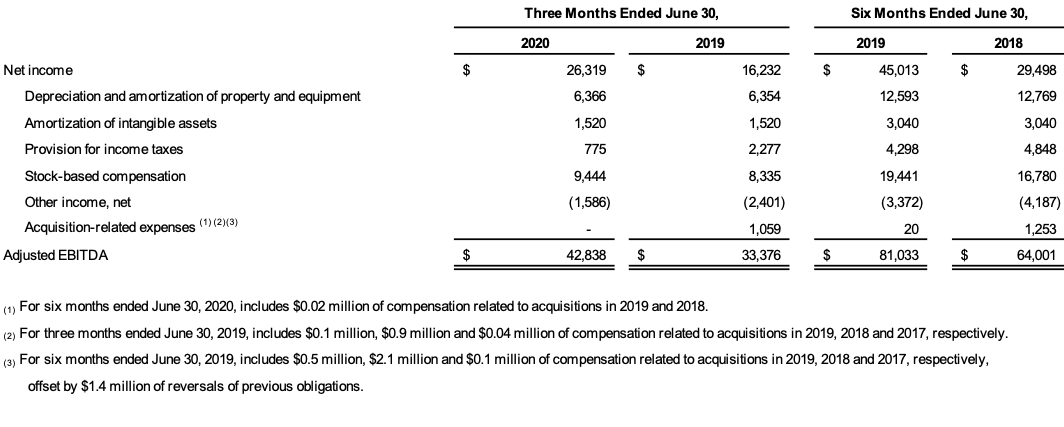 Three Months Ended June 30, Six Months Ended June 30,
2020 2019 2019 2018
Net income $ 26,319 $ 16,232 $ 45,013 $ 29,498
Depreciation and amortization of property and equipment 6,366 6,354 12,593 12,769
Amortization of intangible assets 1,520 1,520 3,040 3,040
Provision for income taxes 775 2,277 4,298 4,848
Stock-based compensation 9,444 8,335 19,441 16,780
Other income, net (1,586) (2,401) (3,372) (4,187)
Acquisition-related expenses (1) (2)(3) - 1,059 20 1,253
Adjusted EBITDA $ 42,838 $ 33,376 $ 81,033 $ 64,001
(1) For six months ended June 30, 2020, includes $0.02 million of compensation related to acquisitions in 2019 and 2018.
(2) For three months ended June 30, 2019, includes $0.1 million, $0.9 million and $0.04 million of compensation related to acquisitions in 2019, 2018 and 2017, respectively.
(3) For six months ended June 30, 2019, includes $0.5 million, $2.1 million and $0.1 million of compensation related to acquisitions in 2019, 2018 and 2017, respectively,
offset by $1.4 million of reversals of previous obligations.